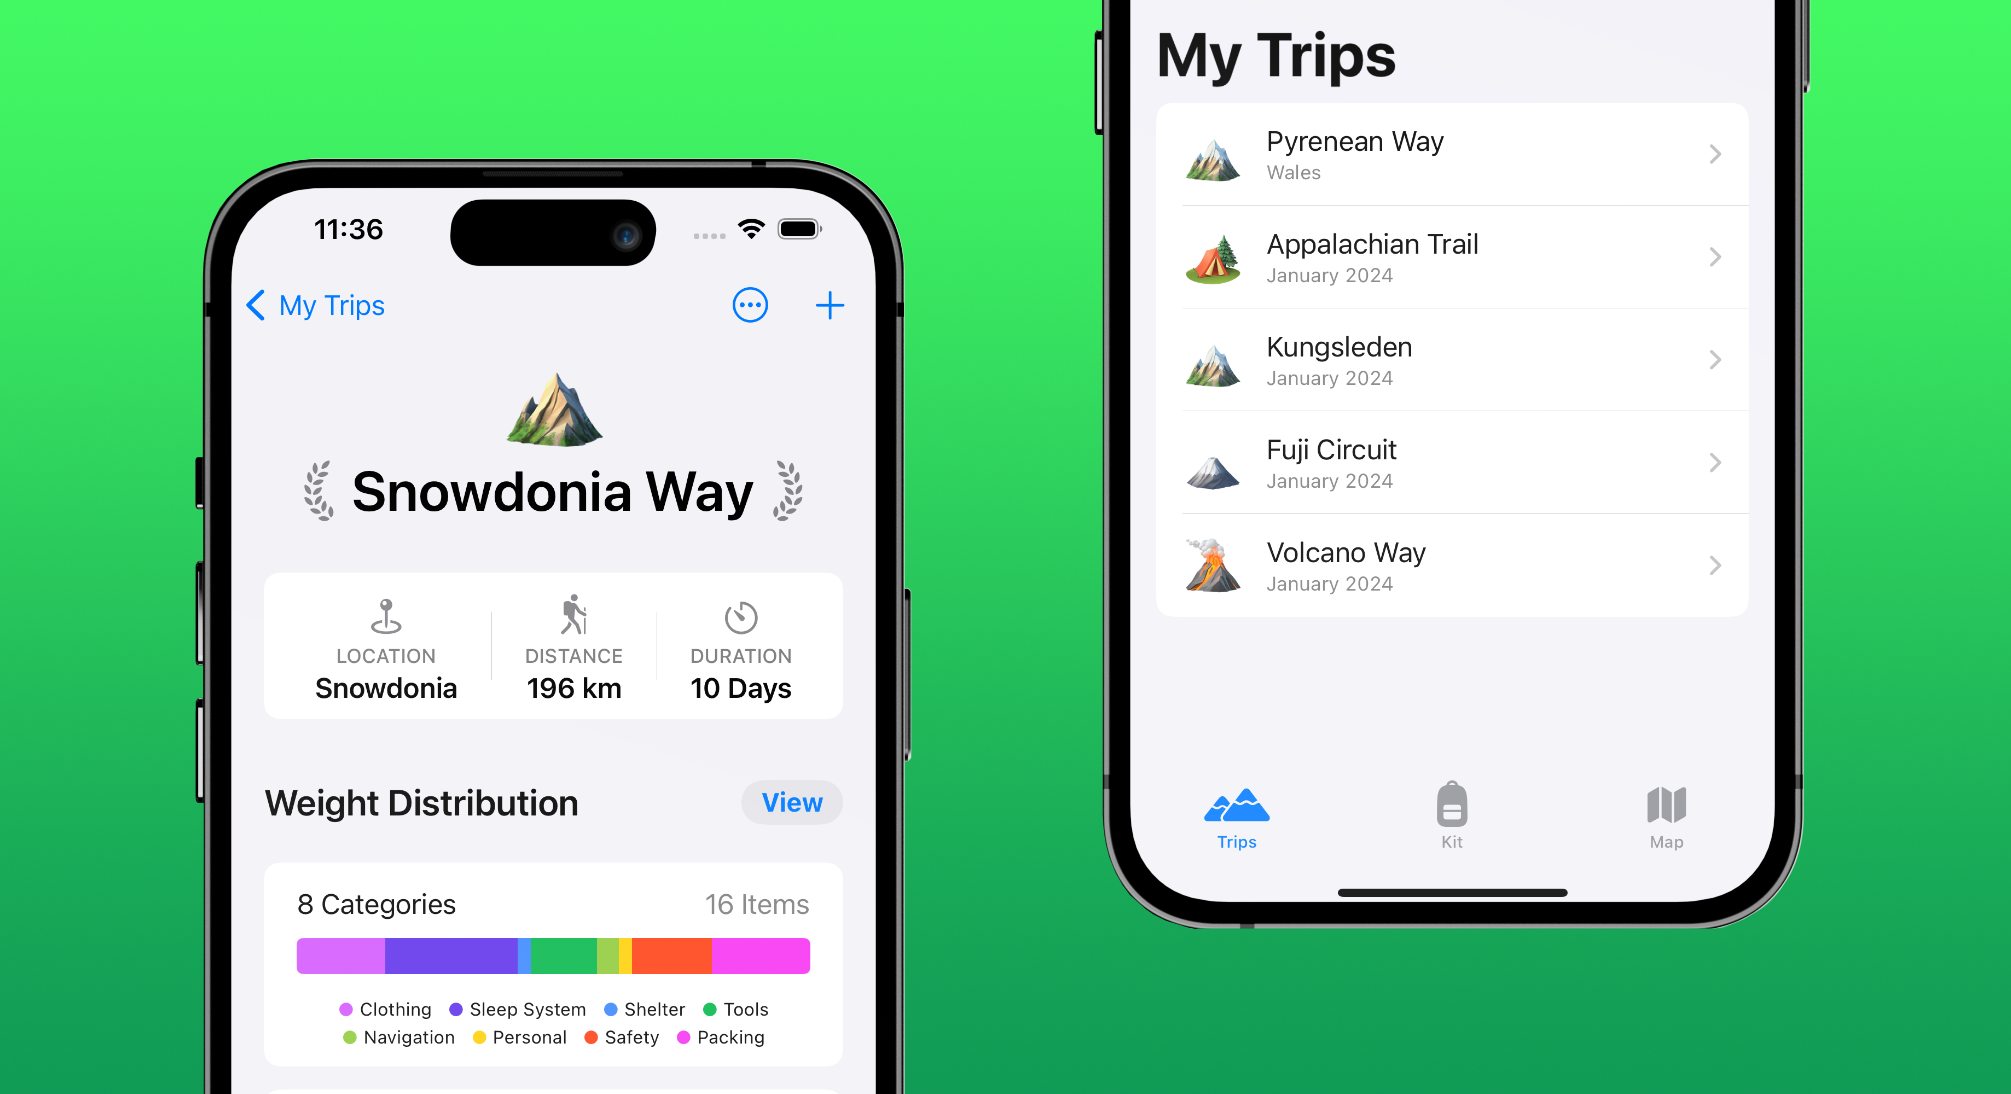 11:36
My Trips
Snowdonia Way
LOCATION
Snowdonia
DISTANCE
196 km
DURATION
10 Days
Weight Distribution
View
8 Categories
16 Items
Clothing Sleep System Shelter Tools
Navigation Personal Safety Packing
My Trips
Pyrenean Way
Wales
Appalachian Trail
January 2024
Kungsleden
January 2024
Fuji Circuit
January 2024
Volcano Way
January 2024
Trips
Kit
Map